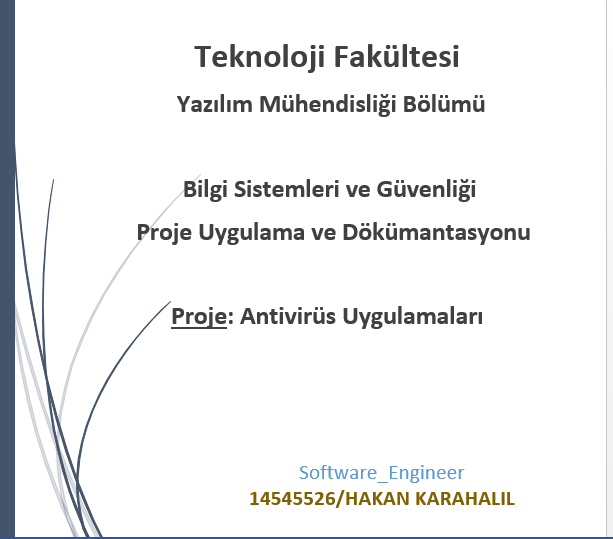 Teknoloji Fakültesi
Yazılım Mühendisliği Bölümü
Bilgi Sistemleri ve Güvenliği
Proje Uygulama ve Dökümantasyonu
Proje: Antivirüs Uygulamaları
Software_Engineer
14545526/HAKAN KARAHALIL